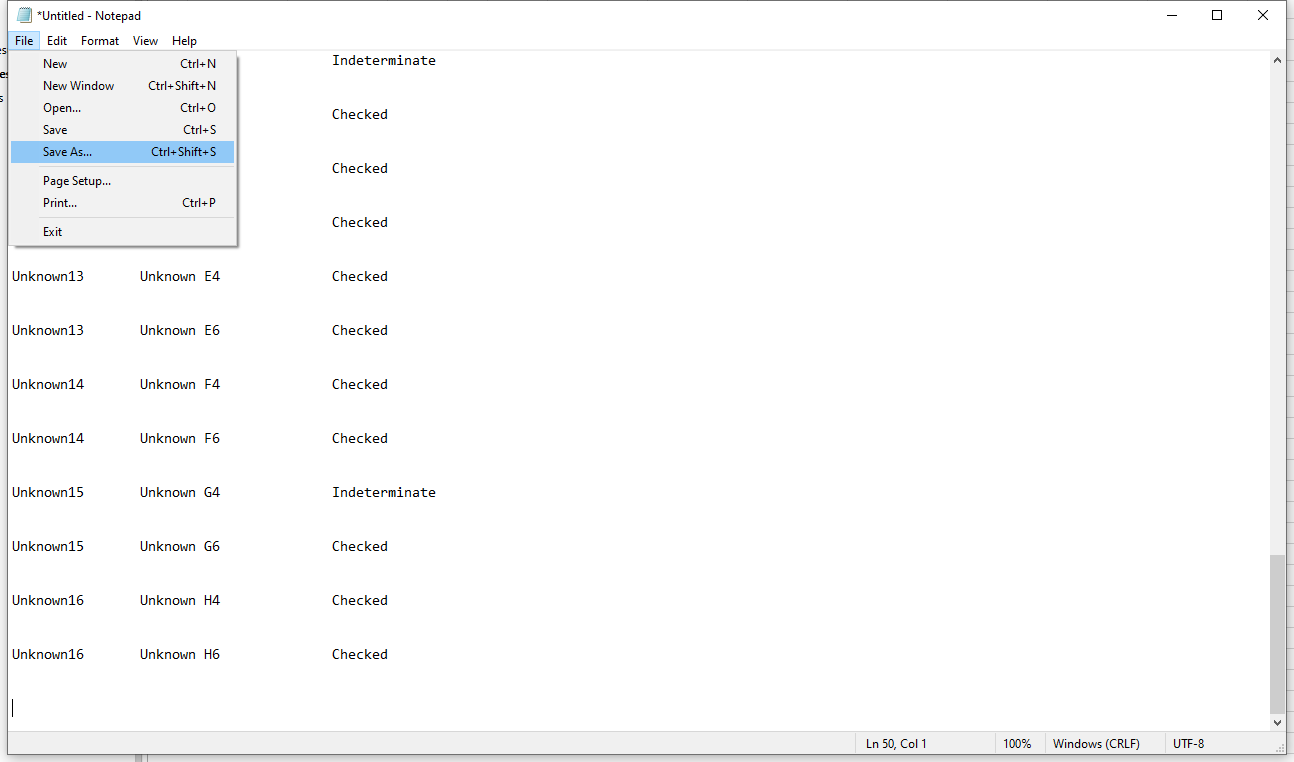 *Untitled - Notepad
File Edit Format View Help
New Ctrl+N
New Window Ctrl+Shift+N
Open... Ctrl+O
Save Ctrl+S
Save As... Ctrl+Shift+S
Page Setup...
Print... Ctrl+P
Exit
Indeterminate
Checked
Checked
Checked
Unknown13 Unknown E4 Checked
Unknown13 Unknown E6 Checked
Unknown14 Unknown F4 Checked
Unknown14 Unknown F6 Checked
Unknown15 Unknown G4 Indeterminate
Unknown15 Unknown G6 Checked
Unknown16 Unknown H4 Checked
Unknown16 Unknown H6 Checked
Ln 50, Col 1 100% Windows (CRLF) UTF-8